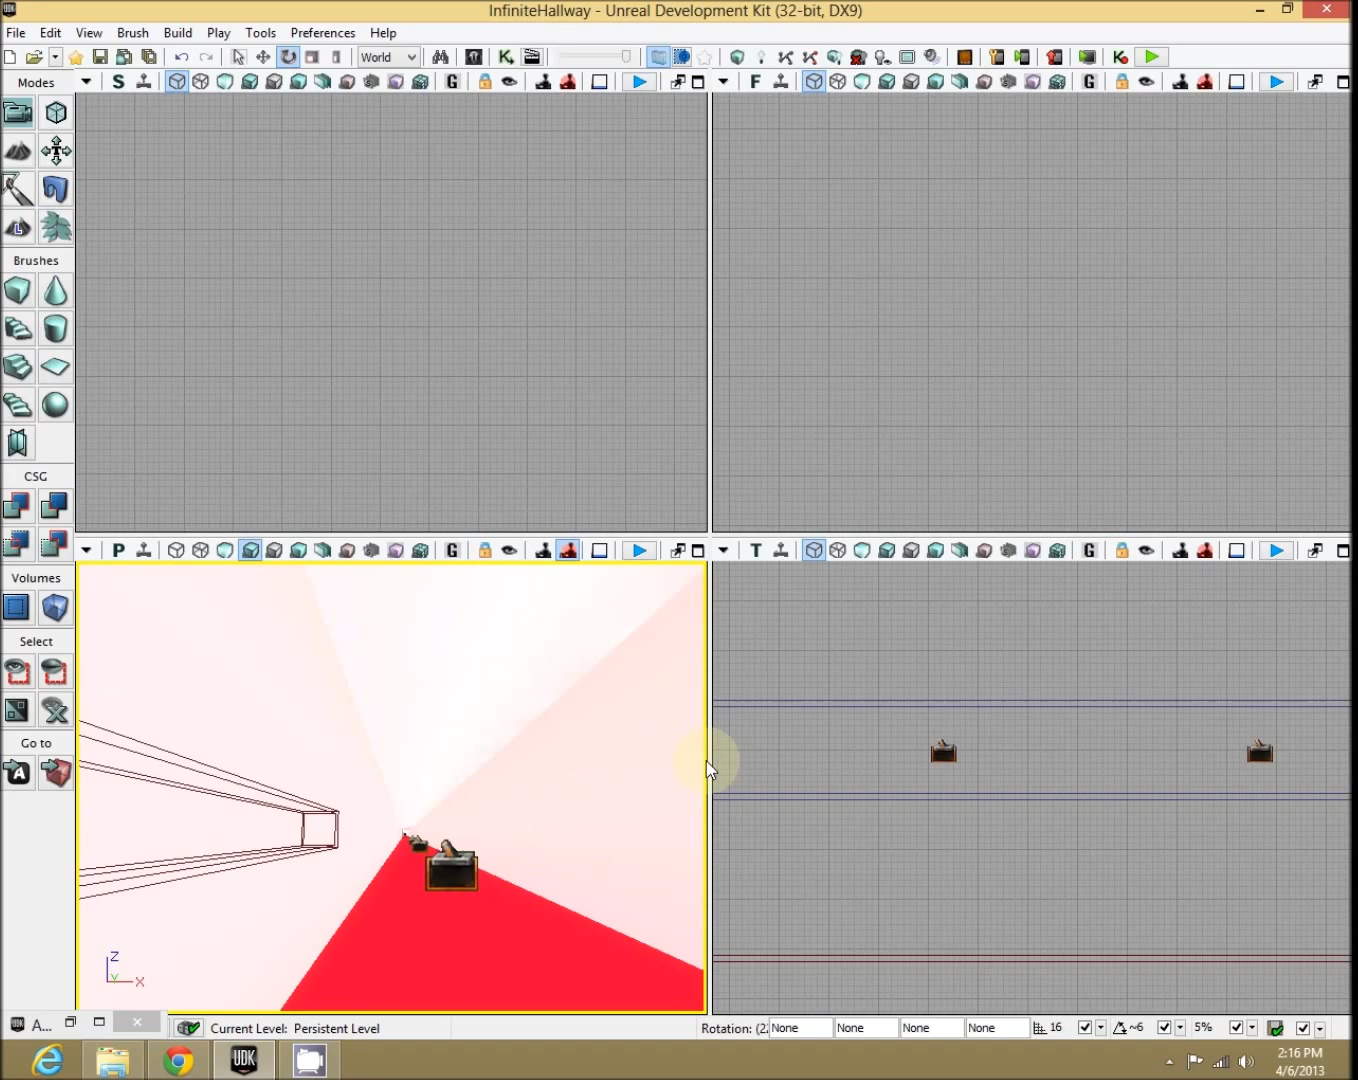 InfiniteHallway - Unreal Development Kit (32-bit, DX9)
File Edit View Brush Build Play Tools Preferences Help
World
Modes
S G F G
Brushes
CSG
P G T G
Volumes
Select
Go to
Z
Y X
A... Current Level: Persistent Level Rotation: (2 None None None None 16 ~6 5%
UDK
2:16 PM
4/6/2013